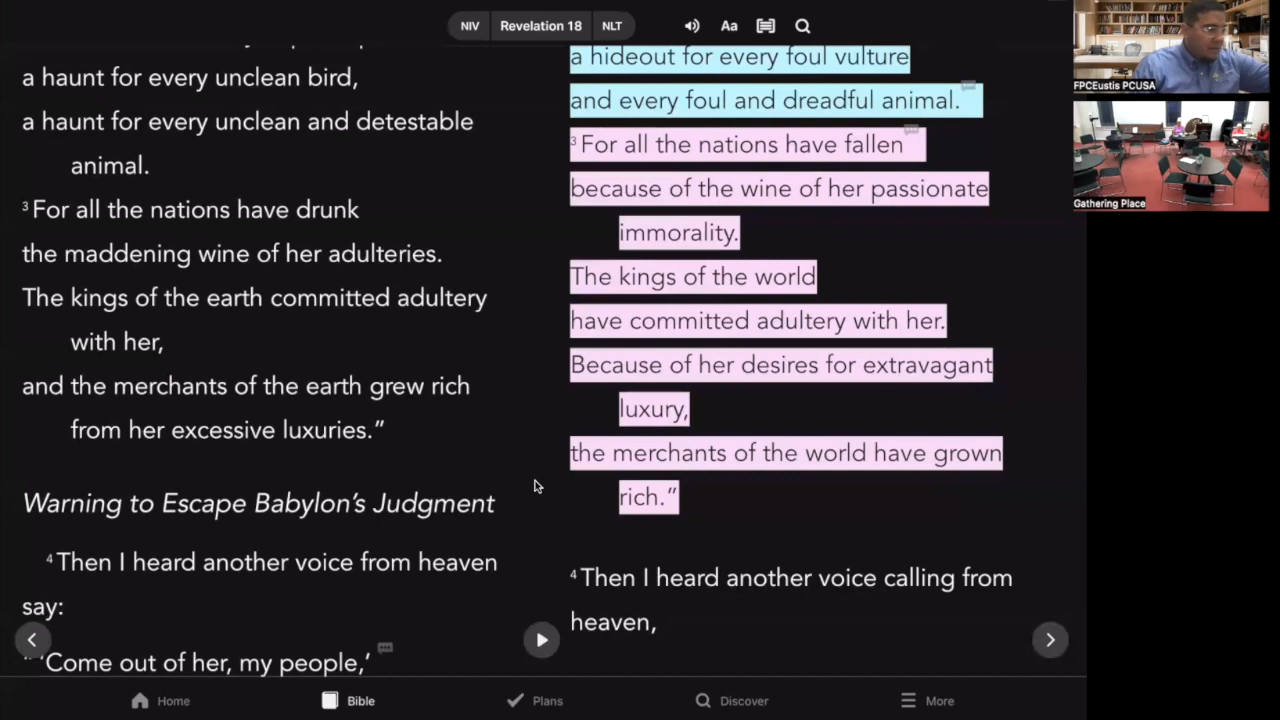 NIV
Revelation 18
NLT
Aa
a haunt for every unclean bird,
a haunt for every unclean and detestable
animal.
3 For all the nations have drunk
the maddening wine of her adulteries.
The kings of the earth committed adultery
with her,
and the merchants of the earth grew rich
from her excessive luxuries.”
Warning to Escape Babylon’s Judgment
4 Then I heard another voice from heaven
say:
“ ‘Come out of her, my people,’
a hideout for every foul vulture
and every foul and dreadful animal.
3 For all the nations have fallen
because of the wine of her passionate
immorality.
The kings of the world
have committed adultery with her.
Because of her desires for extravagant
luxury,
the merchants of the world have grown
rich.”
4 Then I heard another voice calling from
heaven,
Home
Bible
Plans
Discover
More
FPCEustis PCUSA
Gathering Place